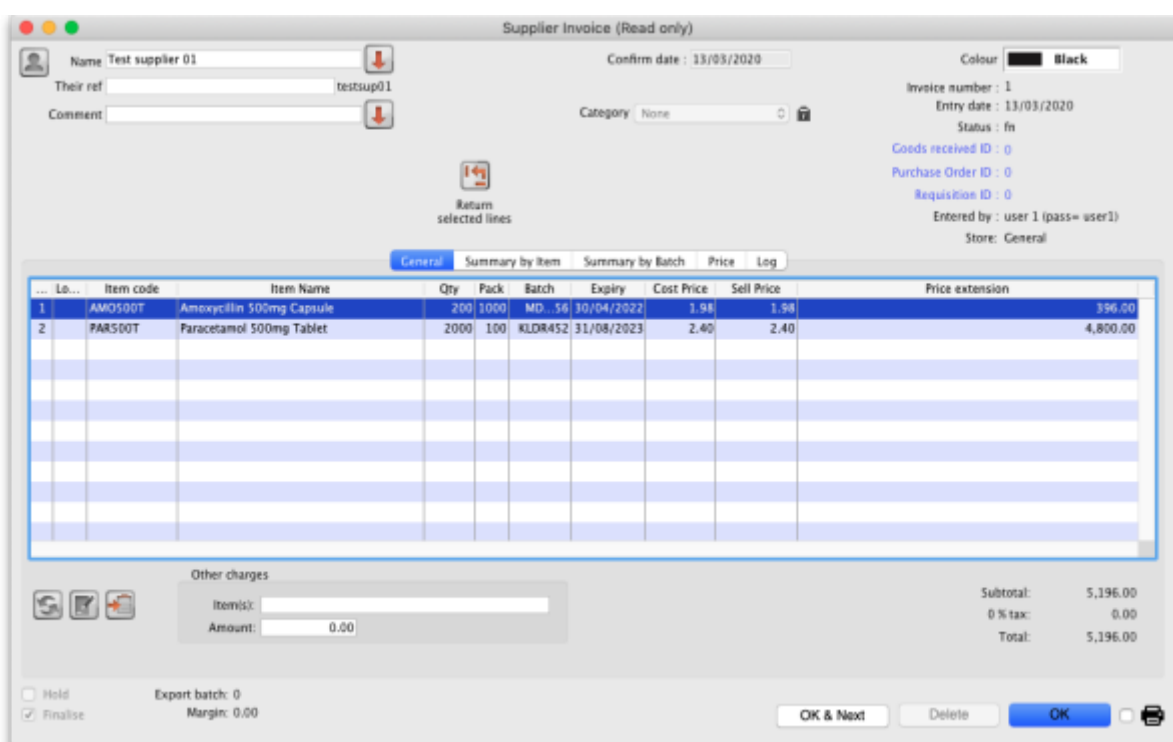 Supplier Invoice (Read only)
Name Test supplier 01
Confirm date : 13/03/2020
Colour Black
Their ref testsup01
Invoice number : 1
Entry date : 13/03/2020
Comment
Category None
Status : fn
Goods received ID : 0
Purchase Order ID : 0
Requisition ID : 0
Return
selected lines
Entered by : user 1 (pass= user1)
Store: General
General Summary by Item Summary by Batch Price Log
... Lo... Item code Item Name Qty Pack Batch Expiry Cost Price Sell Price Price extension
1 AMO500T Amoxycillin 500mg Capsule 200 1000 MD...56 30/04/2022 1.98 1.98 396.00
2 PAR500T Paracetamol 500mg Tablet 2000 100 KLDR452 31/08/2023 2.40 2.40 4,800.00
Other charges
Item(s):
Amount: 0.00
Subtotal: 5,196.00
0 % tax: 0.00
Total: 5,196.00
Hold
Export batch: 0
Finalise
Margin: 0.00
OK & Next Delete OK